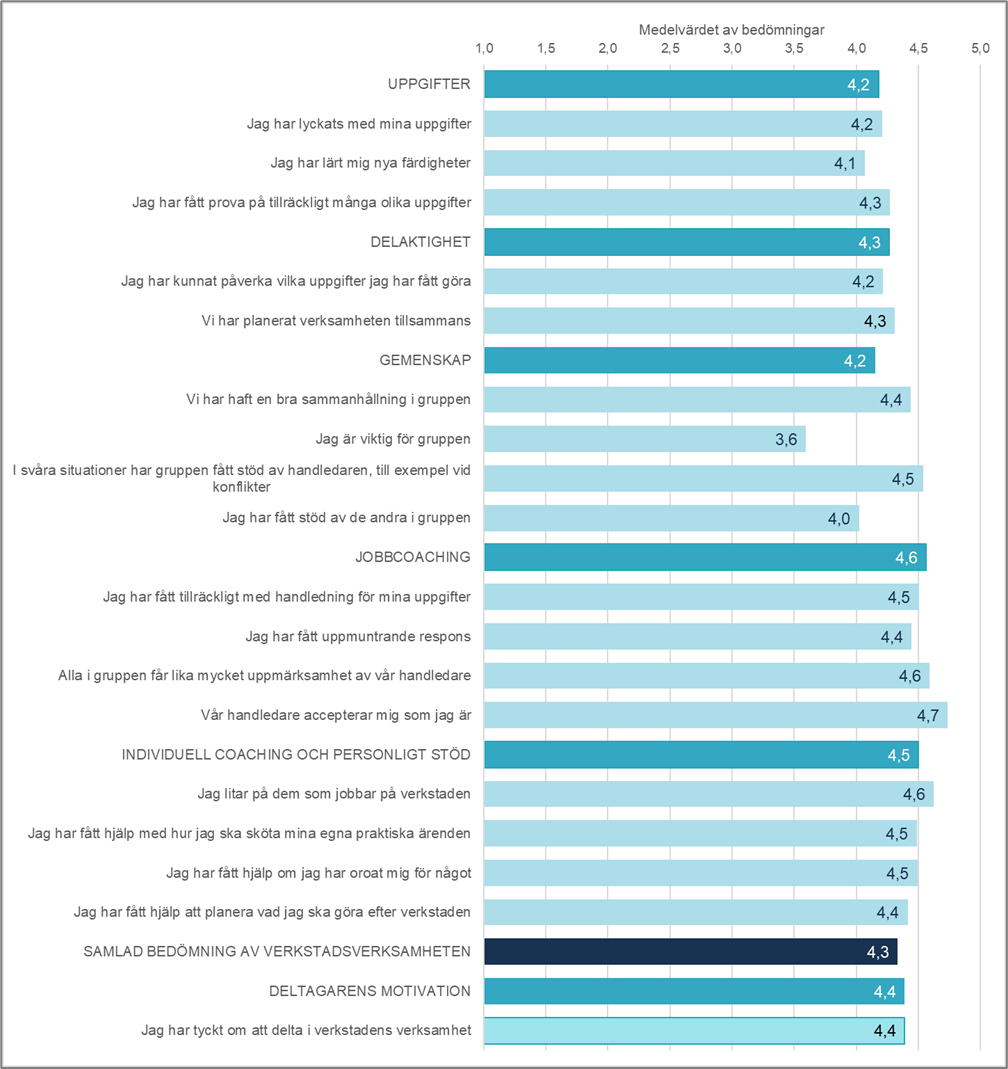 Medelvärdet av bedömningar
1,0 1,5 2,0 2,5 3,0 3,5 4,0 4,5 5,0
UPPGIFTER 4,2
Jag har lyckats med mina uppgifter 4,2
Jag har lärt mig nya färdigheter 4,1
Jag har fått prova på tillräckligt många olika uppgifter 4,3
DELAKTIGHET 4,3
Jag har kunnat påverka vilka uppgifter jag har fått göra 4,2
Vi har planerat verksamheten tillsammans 4,3
GEMENSKAP 4,2
Vi har haft en bra sammanhållning i gruppen 4,4
Jag är viktig för gruppen 3,6
I svåra situationer har gruppen fått stöd av handledaren, till exempel vid
konflikter 4,5
Jag har fått stöd av de andra i gruppen 4,0
JOBBCOACHING 4,6
Jag har fått tillräckligt med handledning för mina uppgifter 4,5
Jag har fått uppmuntrande respons 4,4
Alla i gruppen får lika mycket uppmärksamhet av vår handledare 4,6
Vår handledare accepterar mig som jag är 4,7
INDIVIDUELL COACHING OCH PERSONLIGT STÖD 4,5
Jag litar på dem som jobbar på verkstaden 4,6
Jag har fått hjälp med hur jag ska sköta mina egna praktiska ärenden 4,5
Jag har fått hjälp om jag har oroat mig för något 4,5
Jag har fått hjälp att planera vad jag ska göra efter verkstaden 4,4
SAMLAD BEDÖMNING AV VERKSTADSVERKSAMHETEN 4,3
DELTAGARENS MOTIVATION 4,4
Jag har tyckt om att delta i verkstadens verksamhet 4,4